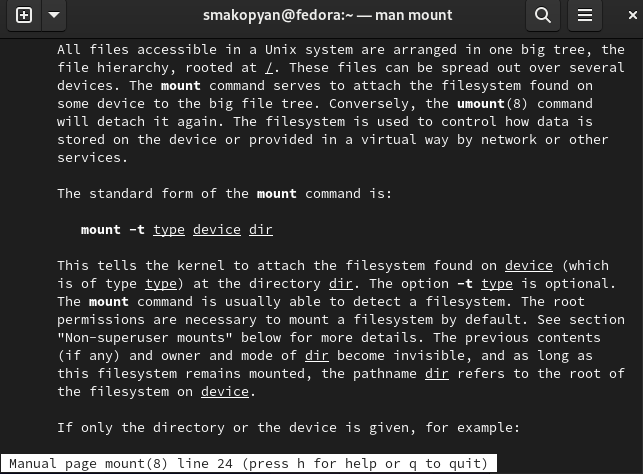 smakopyan@fedora:~ — man mount
All files accessible in a Unix system are arranged in one big tree, the
file hierarchy, rooted at /. These files can be spread out over several
devices. The mount command serves to attach the filesystem found on
some device to the big file tree. Conversely, the umount(8) command
will detach it again. The filesystem is used to control how data is
stored on the device or provided in a virtual way by network or other
services.
The standard form of the mount command is:
mount -t type device dir
This tells the kernel to attach the filesystem found on device (which
is of type type) at the directory dir. The option -t type is optional.
The mount command is usually able to detect a filesystem. The root
permissions are necessary to mount a filesystem by default. See section
"Non-superuser mounts" below for more details. The previous contents
(if any) and owner and mode of dir become invisible, and as long as
this filesystem remains mounted, the pathname dir refers to the root of
the filesystem on device.
If only the directory or the device is given, for example:
Manual page mount(8) line 24 (press h for help or q to quit)